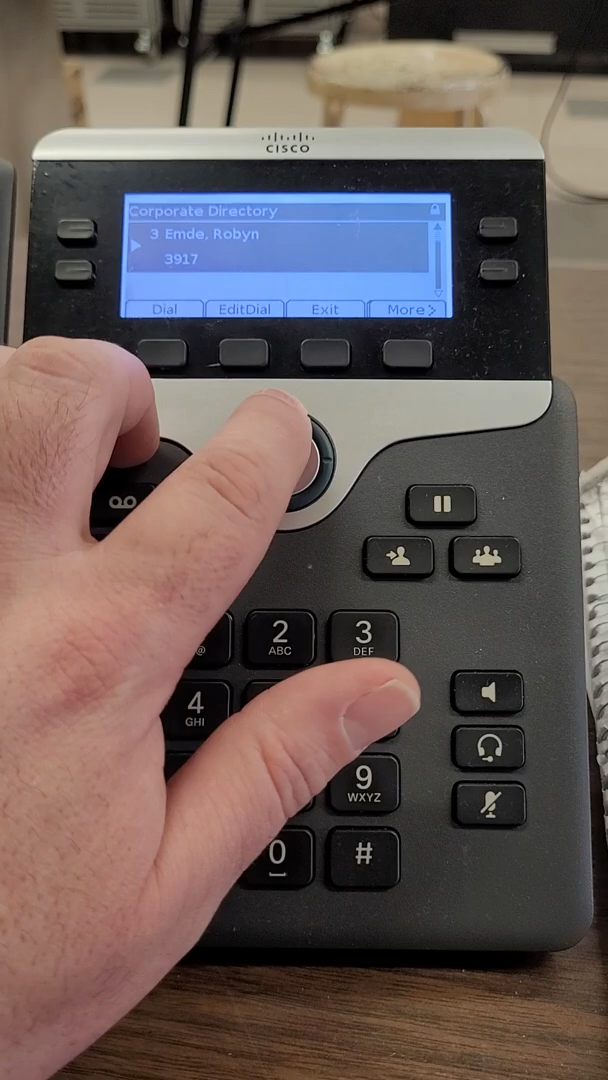 CISCO
Corporate Directory
3 Emde, Robyn
3917
Dial EditDial Exit More
2 3
ABC DEF
4
GHI
9
WXYZ
0 #